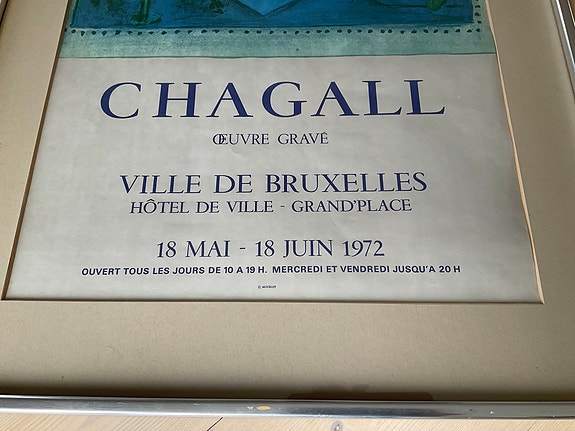 CHAGALL
ŒUVRE GRAVÉ
VILLE DE BRUXELLES
HÔTEL DE VILLE - GRAND'PLACE
18 MAI - 18 JUIN 1972
OUVERT TOUS LES JOURS DE 10 A 19 H. MERCREDI ET VENDREDI JUSQU'A 20 H